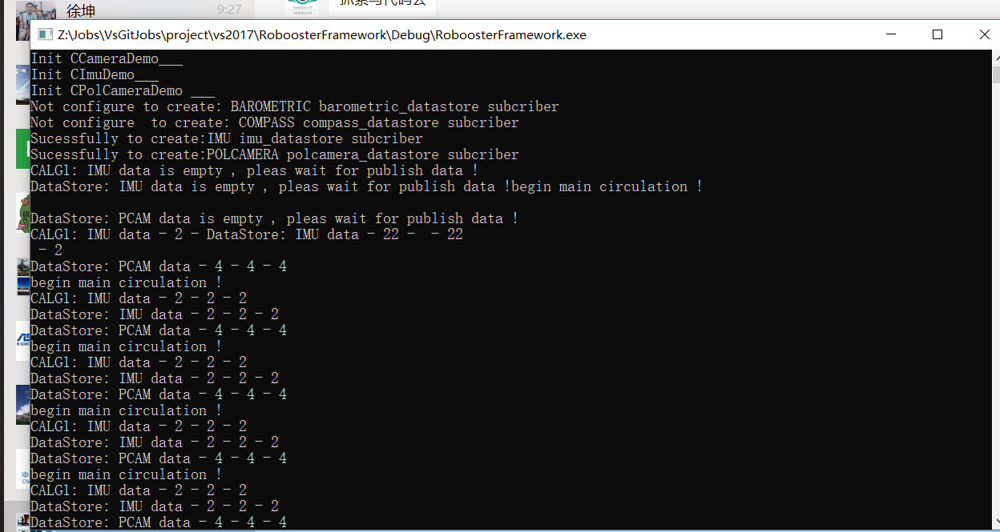 徐坤
9:27
Z:\Jobs\VsGitJobs\project\vs2017\RoboosterFramework\Debug\RoboosterFramework.exe
Init CCameraDemo___
Init CImuDemo___
Init CPolCameraDemo ___
Not configure to create: BAROMETRIC barometric_datastore subcriber
Not configure  to create: COMPASS compass_datastore subcriber
Sucessfully to create:IMU imu_datastore subcriber
Sucessfully to create:POLCAMERA polcamera_datastore subcriber
CALG1: IMU data is empty , pleas wait for publish data !
DataStore: IMU data is empty , pleas wait for publish data !begin main circulation !
DataStore: PCAM data is empty , pleas wait for publish data !
CALG1: IMU data - 2 - DataStore: IMU data - 22 -  - 22
 - 2
DataStore: PCAM data - 4 - 4 - 4
begin main circulation !
CALG1: IMU data - 2 - 2 - 2
DataStore: IMU data - 2 - 2 - 2
DataStore: PCAM data - 4 - 4 - 4
begin main circulation !
CALG1: IMU data - 2 - 2 - 2
DataStore: IMU data - 2 - 2 - 2
DataStore: PCAM data - 4 - 4 - 4
begin main circulation !
CALG1: IMU data - 2 - 2 - 2
DataStore: IMU data - 2 - 2 - 2
DataStore: PCAM data - 4 - 4 - 4
begin main circulation !
CALG1: IMU data - 2 - 2 - 2
DataStore: IMU data - 2 - 2 - 2
DataStore: PCAM data - 4 - 4 - 4